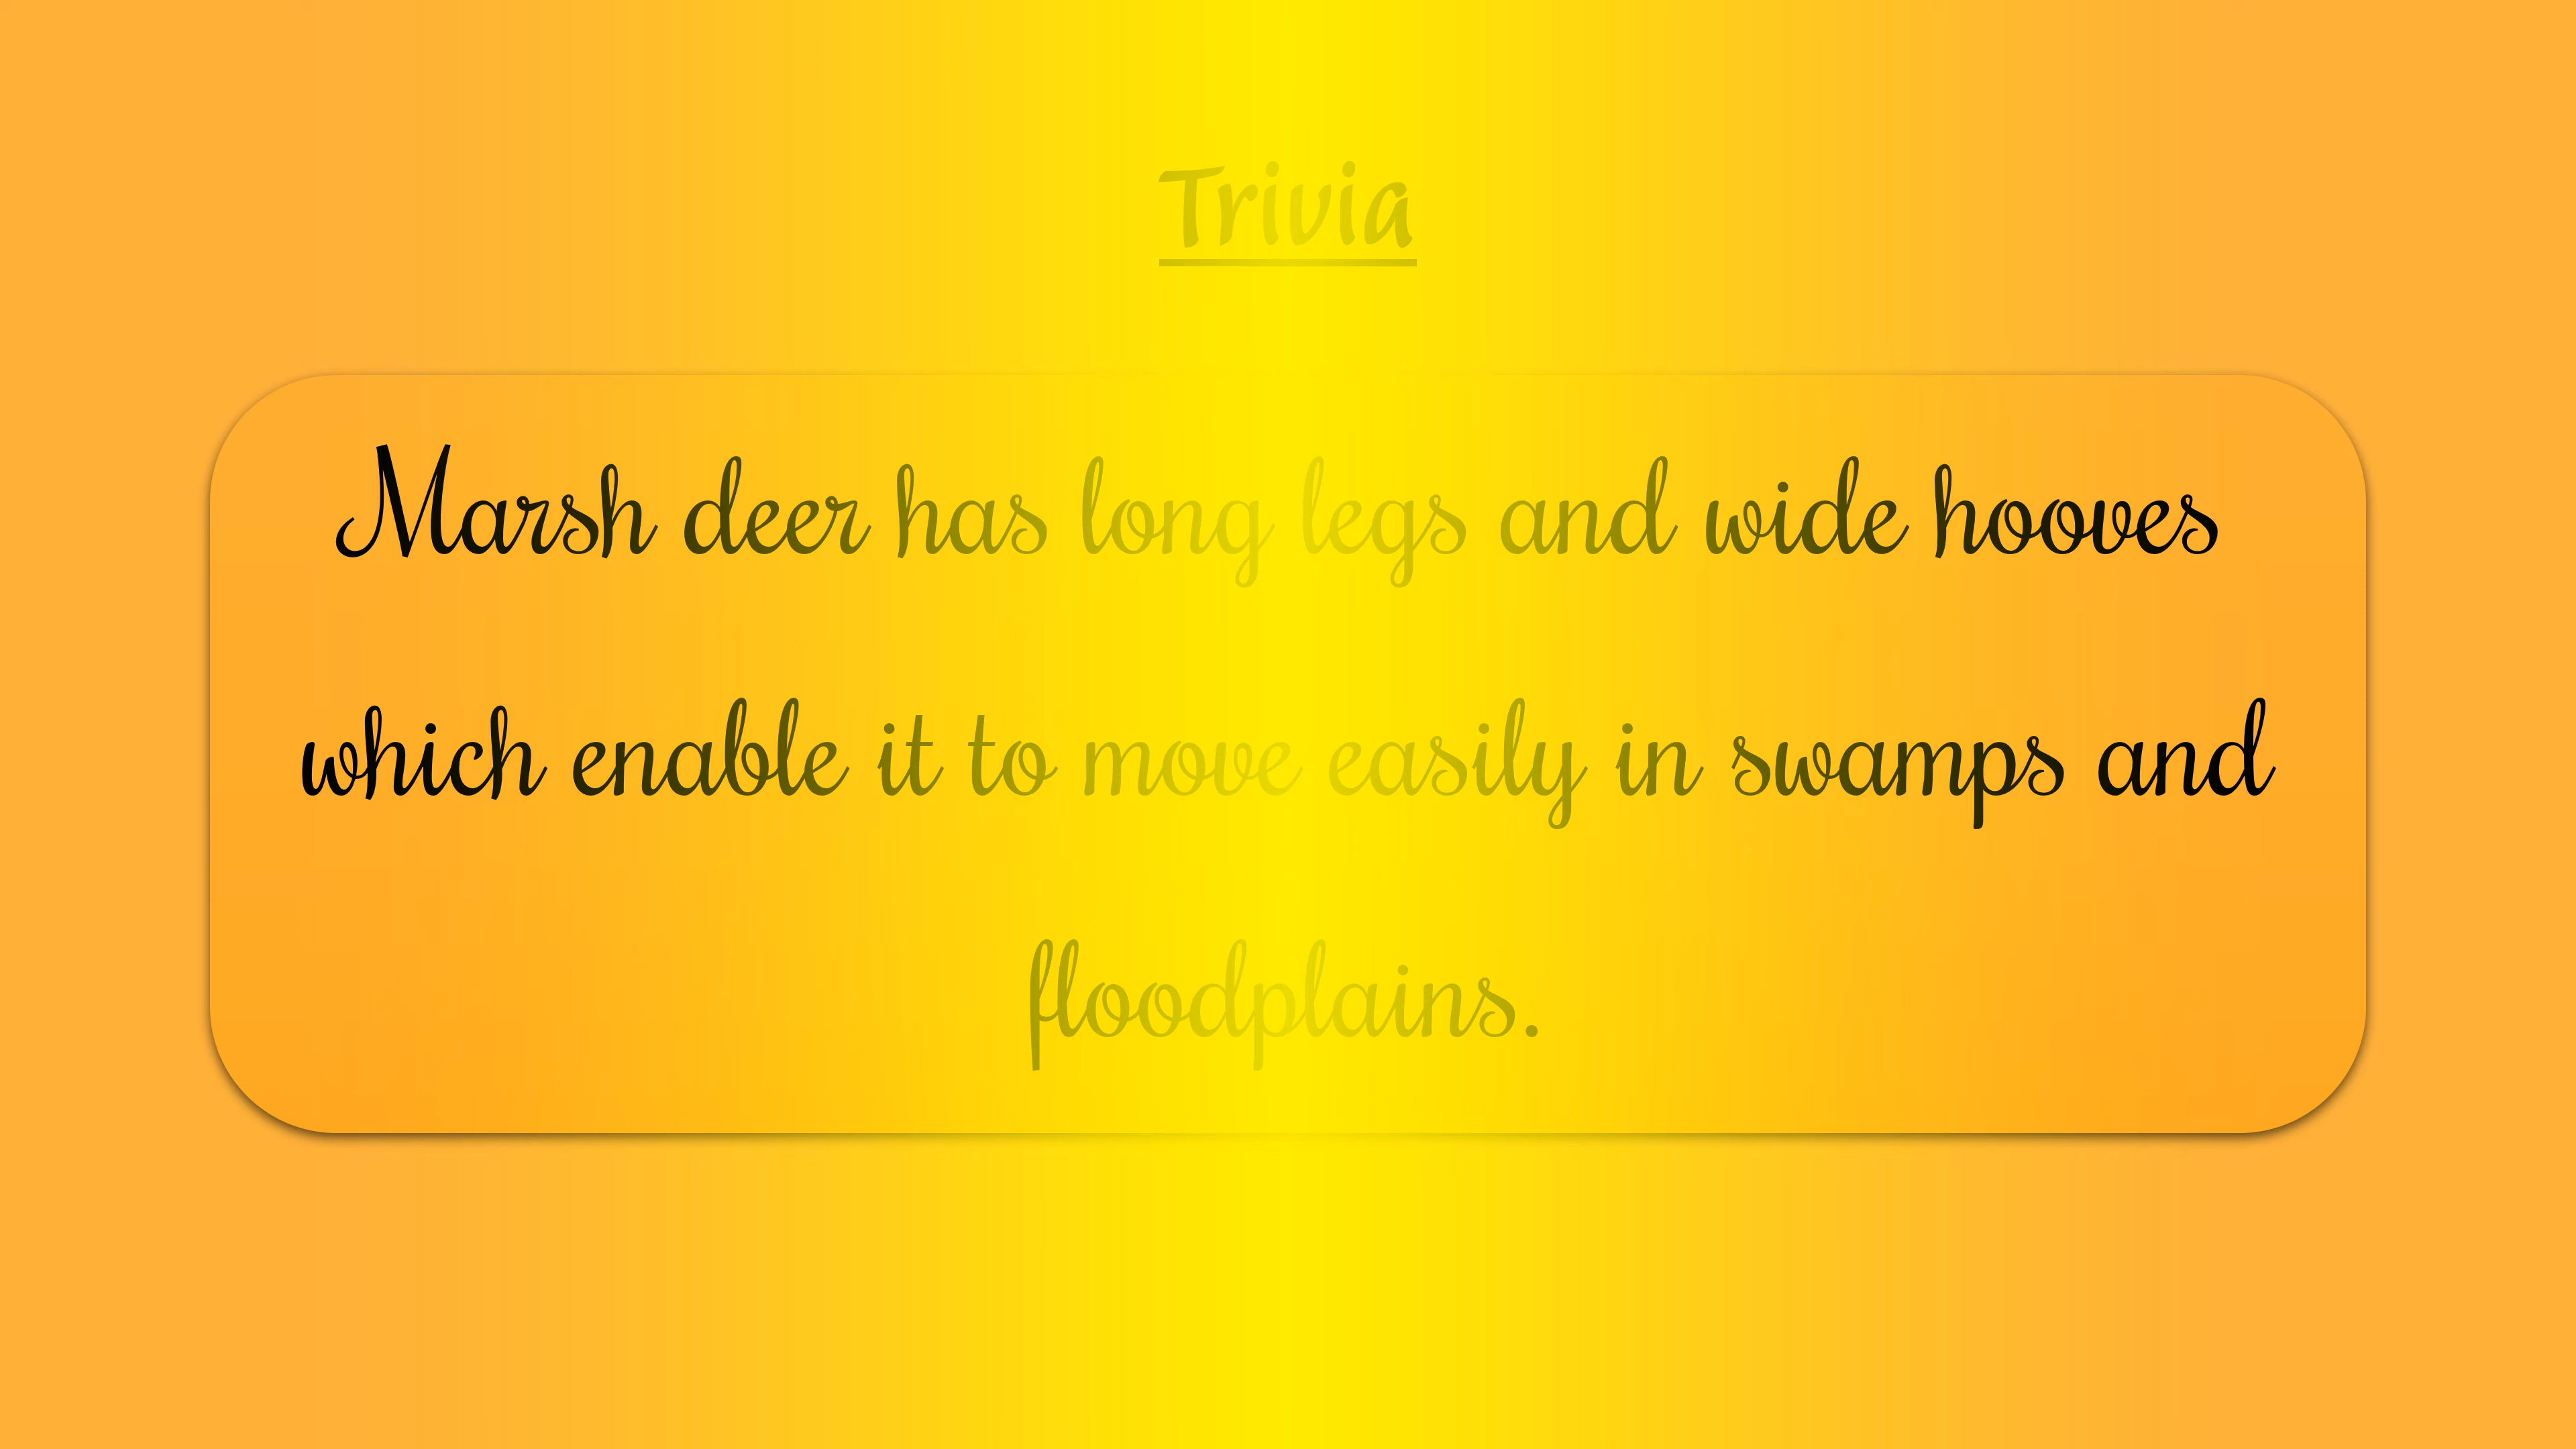 Trivia
Marsh deer has long legs and wide hooves
which enable it to move easily in swamps and
floodplains.